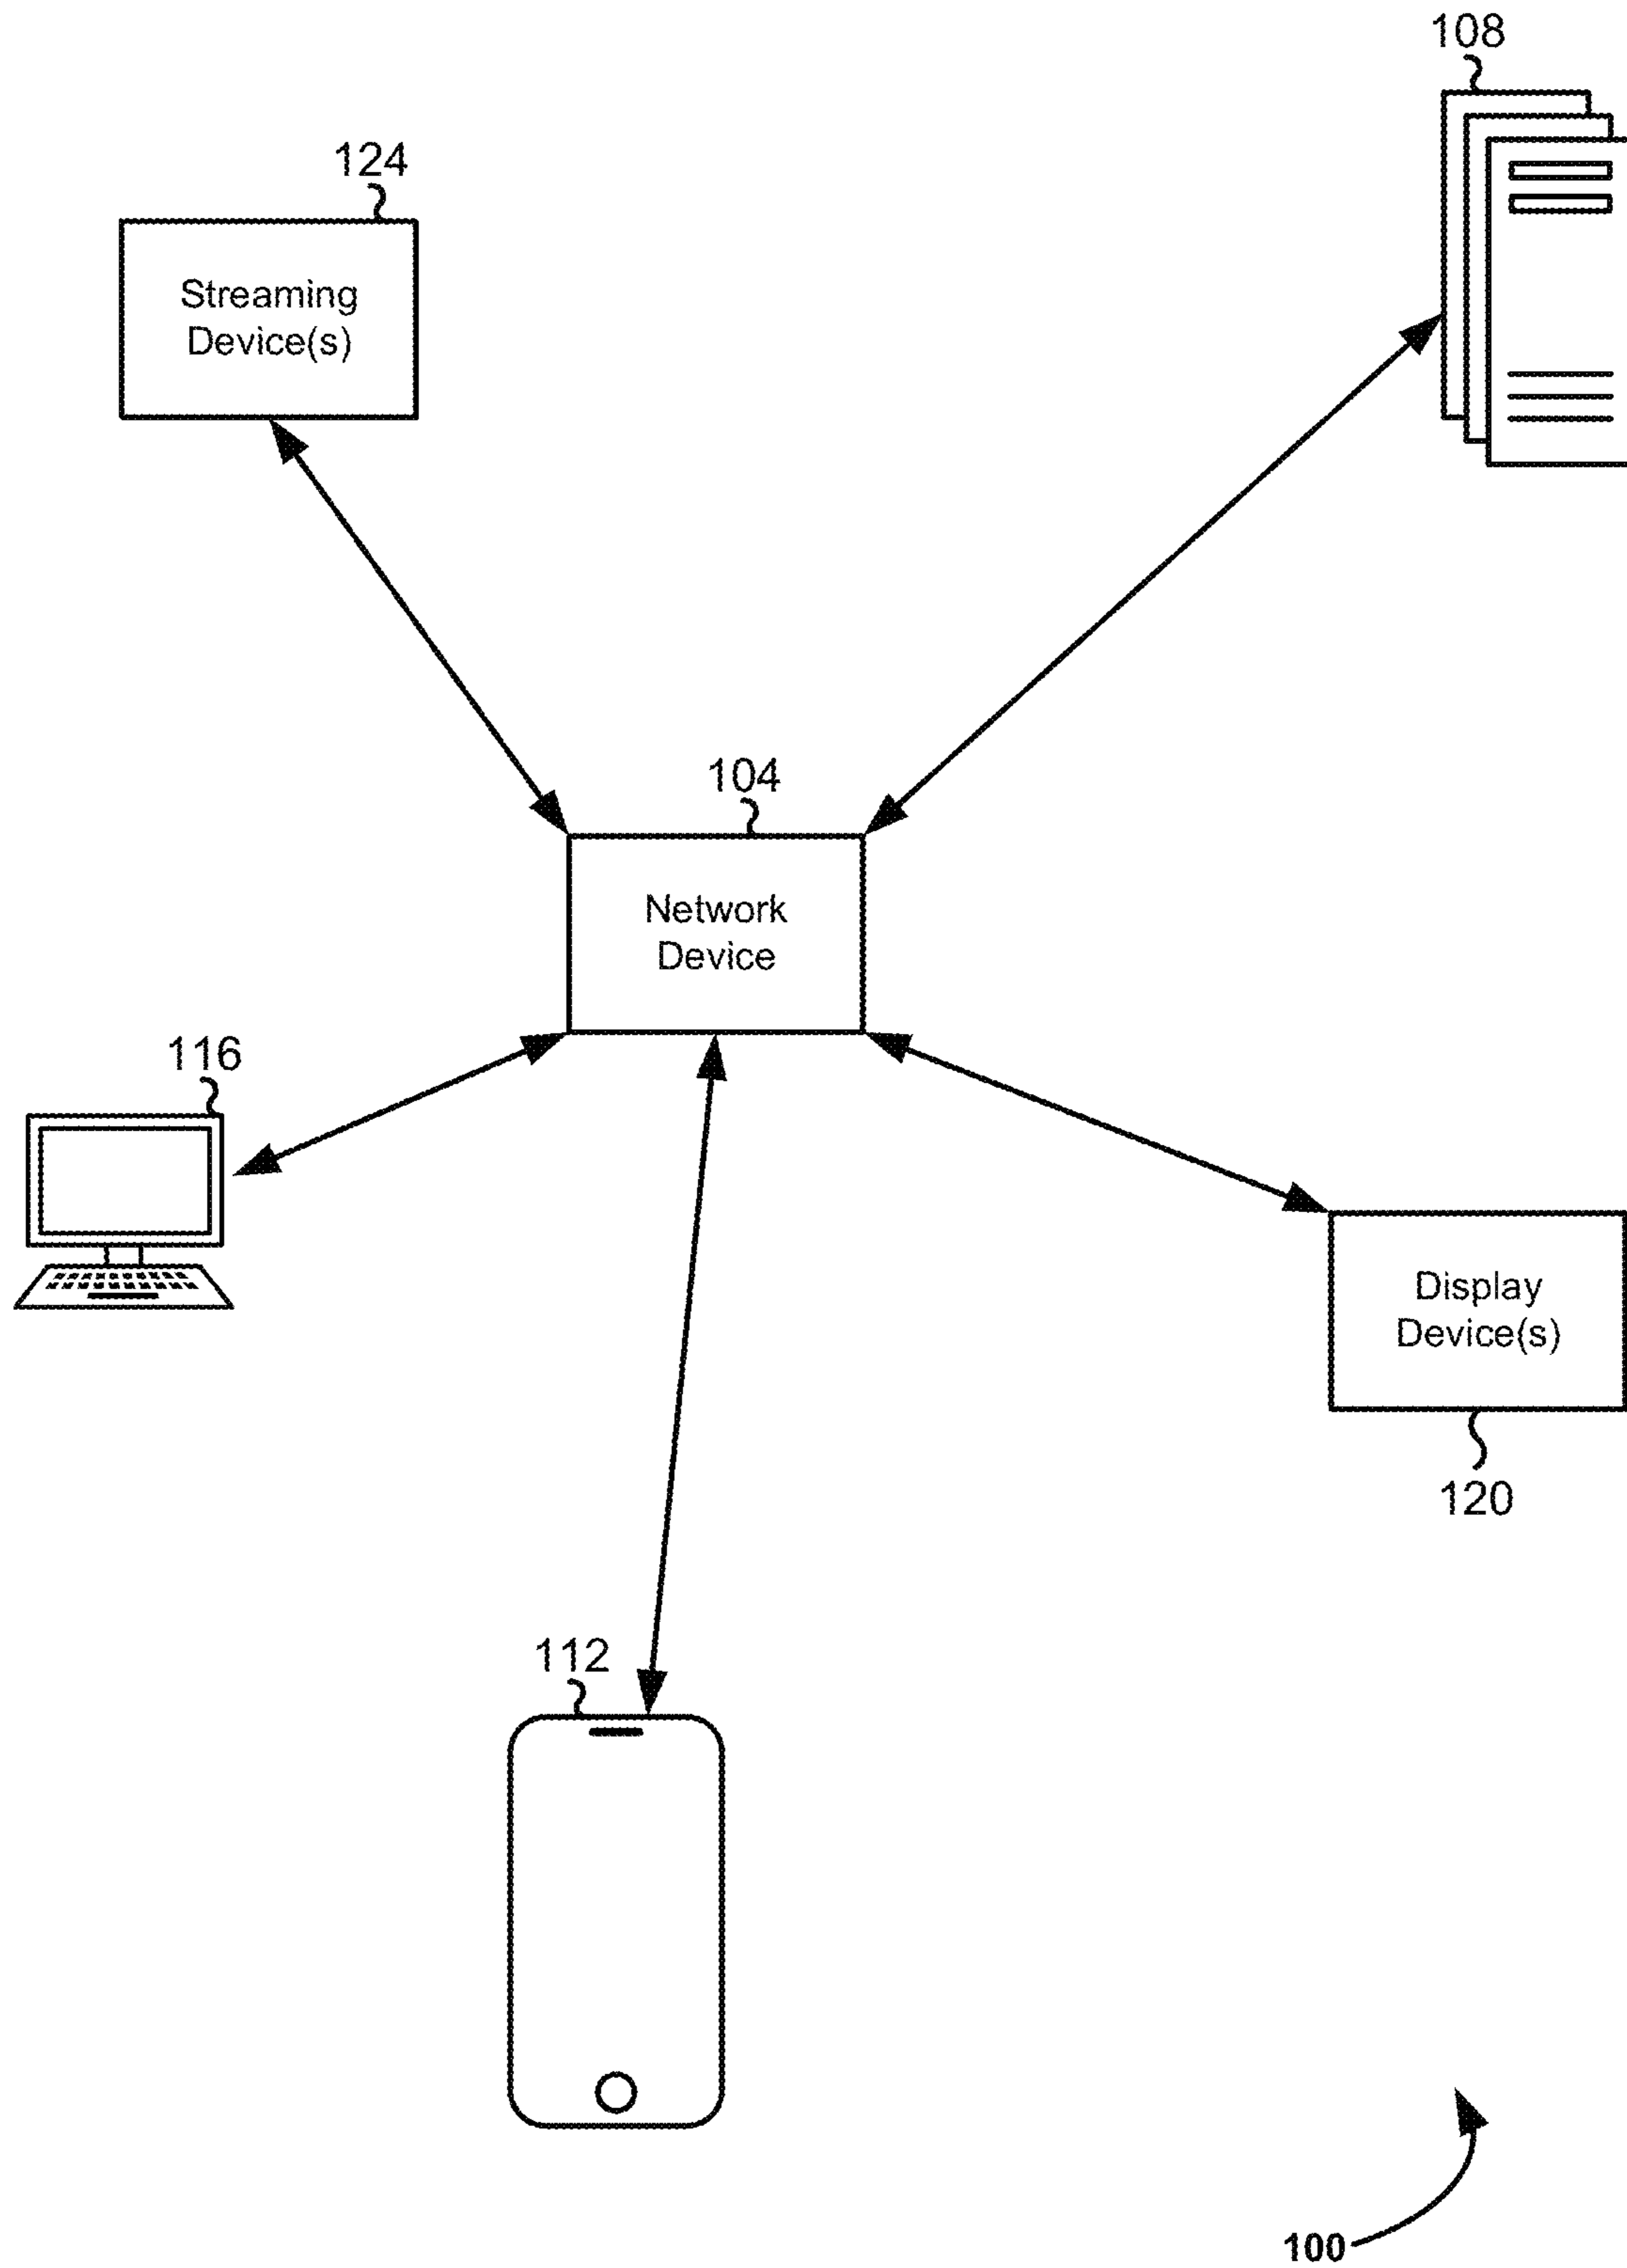 108
124
Streaming
Device(s)
104
Network
Device
116
Display
Device(s)
120
112
100